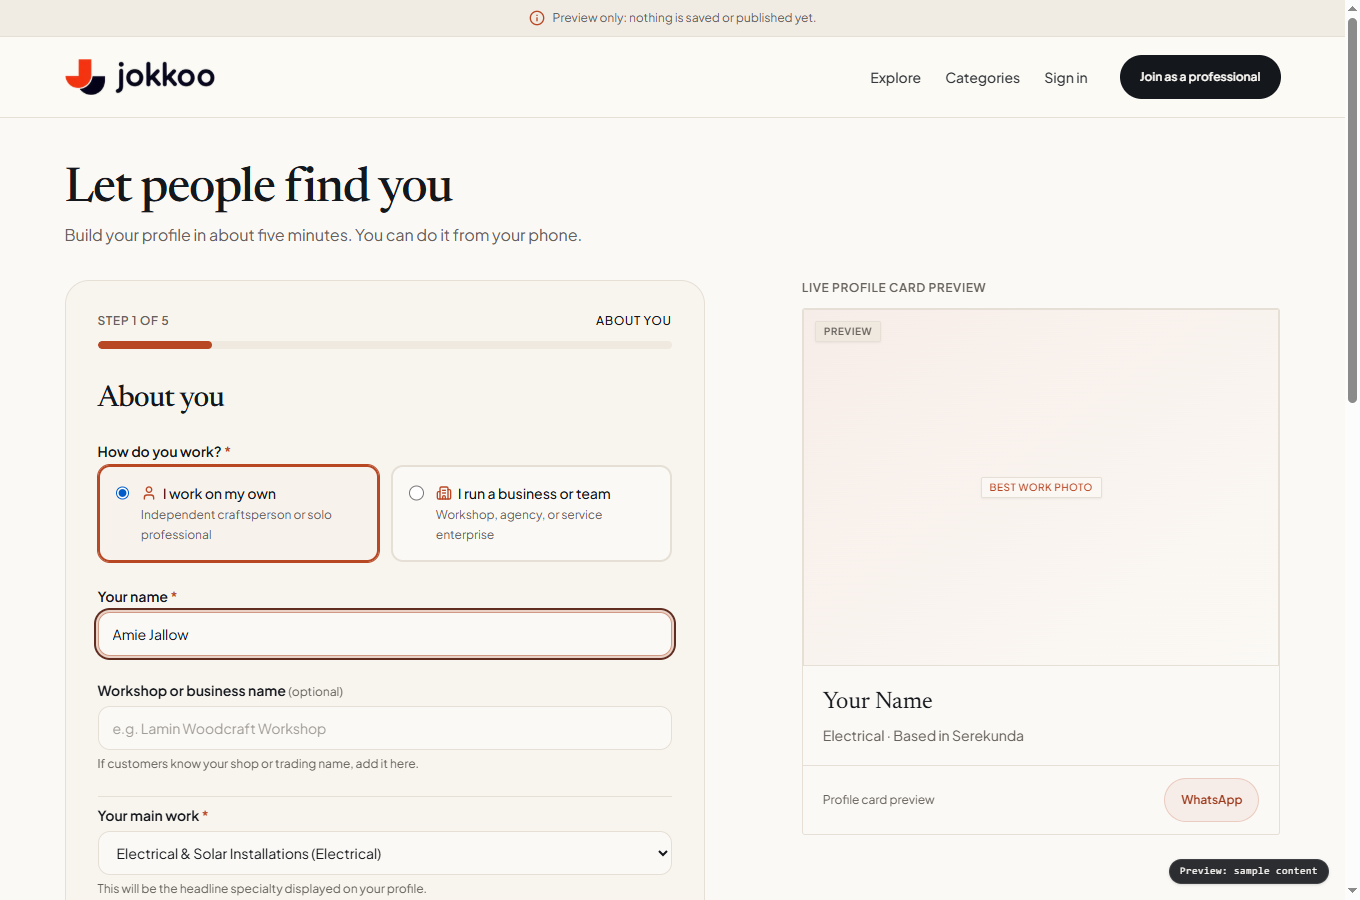 Preview only: nothing is saved or published yet.
jokkoo
Explore
Categories
Sign in
Join as a professional
Let people find you
Build your profile in about five minutes. You can do it from your phone.
STEP 1 OF 5
ABOUT YOU
About you
How do you work? *
I work on my own
Independent craftsperson or solo
professional
I run a business or team
Workshop, agency, or service
enterprise
Your name *
Amie Jallow
Workshop or business name (optional)
e.g. Lamin Woodcraft Workshop
If customers know your shop or trading name, add it here.
Your main work *
Electrical & Solar Installations (Electrical)
This will be the headline specialty displayed on your profile.
LIVE PROFILE CARD PREVIEW
PREVIEW
BEST WORK PHOTO
Your Name
Electrical · Based in Serekunda
Profile card preview
WhatsApp
Preview: sample content